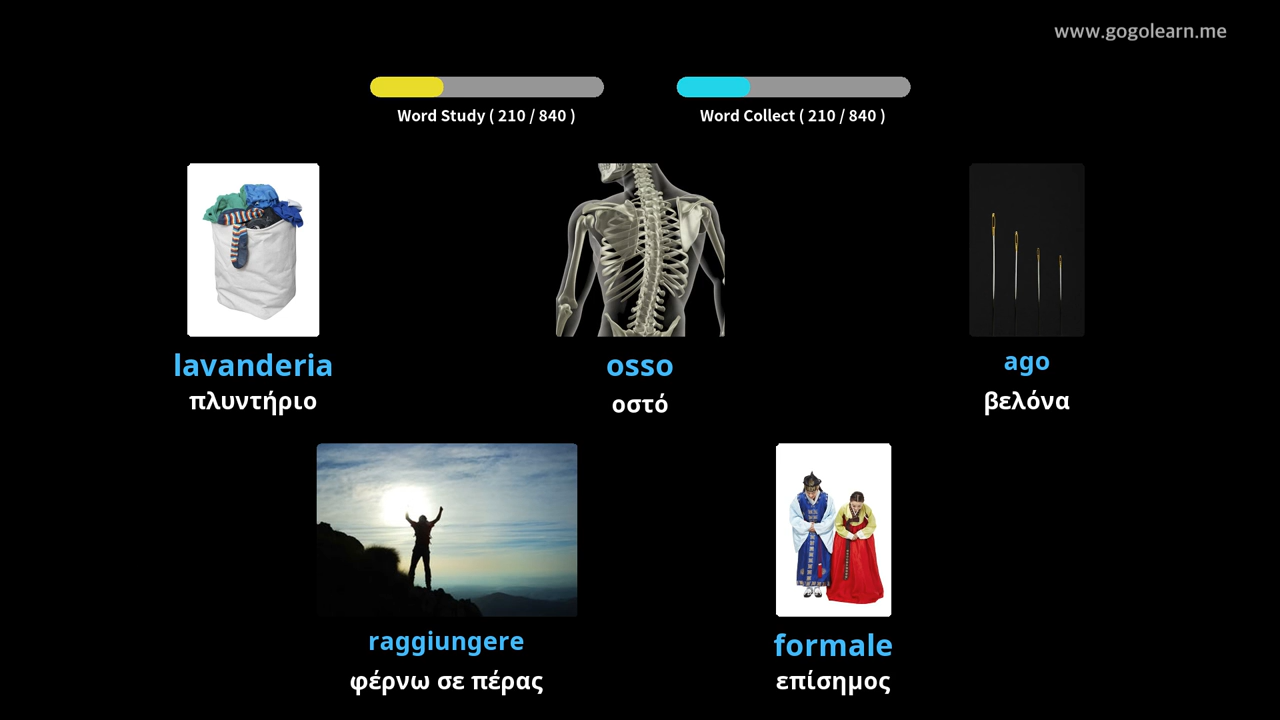 www.gogolearn.me
Word Study ( 210 / 840 )
Word Collect ( 210 / 840 )
lavanderia
πλυντήριο
osso
οστό
ago
βελόνα
raggiungere
φέρνω σε πέρας
formale
επίσημος